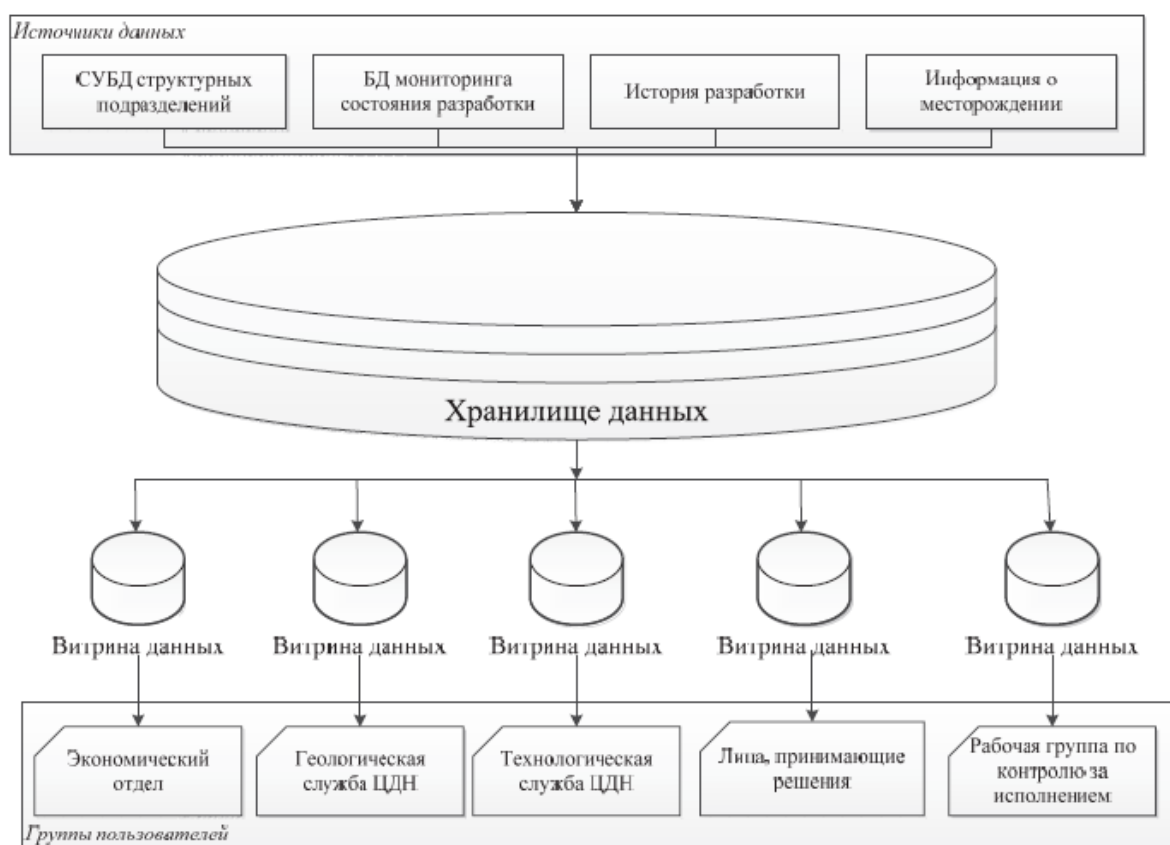 Источники данных
СУБД структурных
подразделений
БД мониторинга
состояния разработки
История разработки
Информация о
месторождении
Хранилище данных
Витрина данных
Витрина данных
Витрина данных
Витрина данных
Витрина данных
Экономический
отдел
Геологическая
служба ЦДН
Технологическая
служба ЦДН
Лица, принимающие
решения
Рабочая группа по
контролю за
исполнением
Группы пользователей